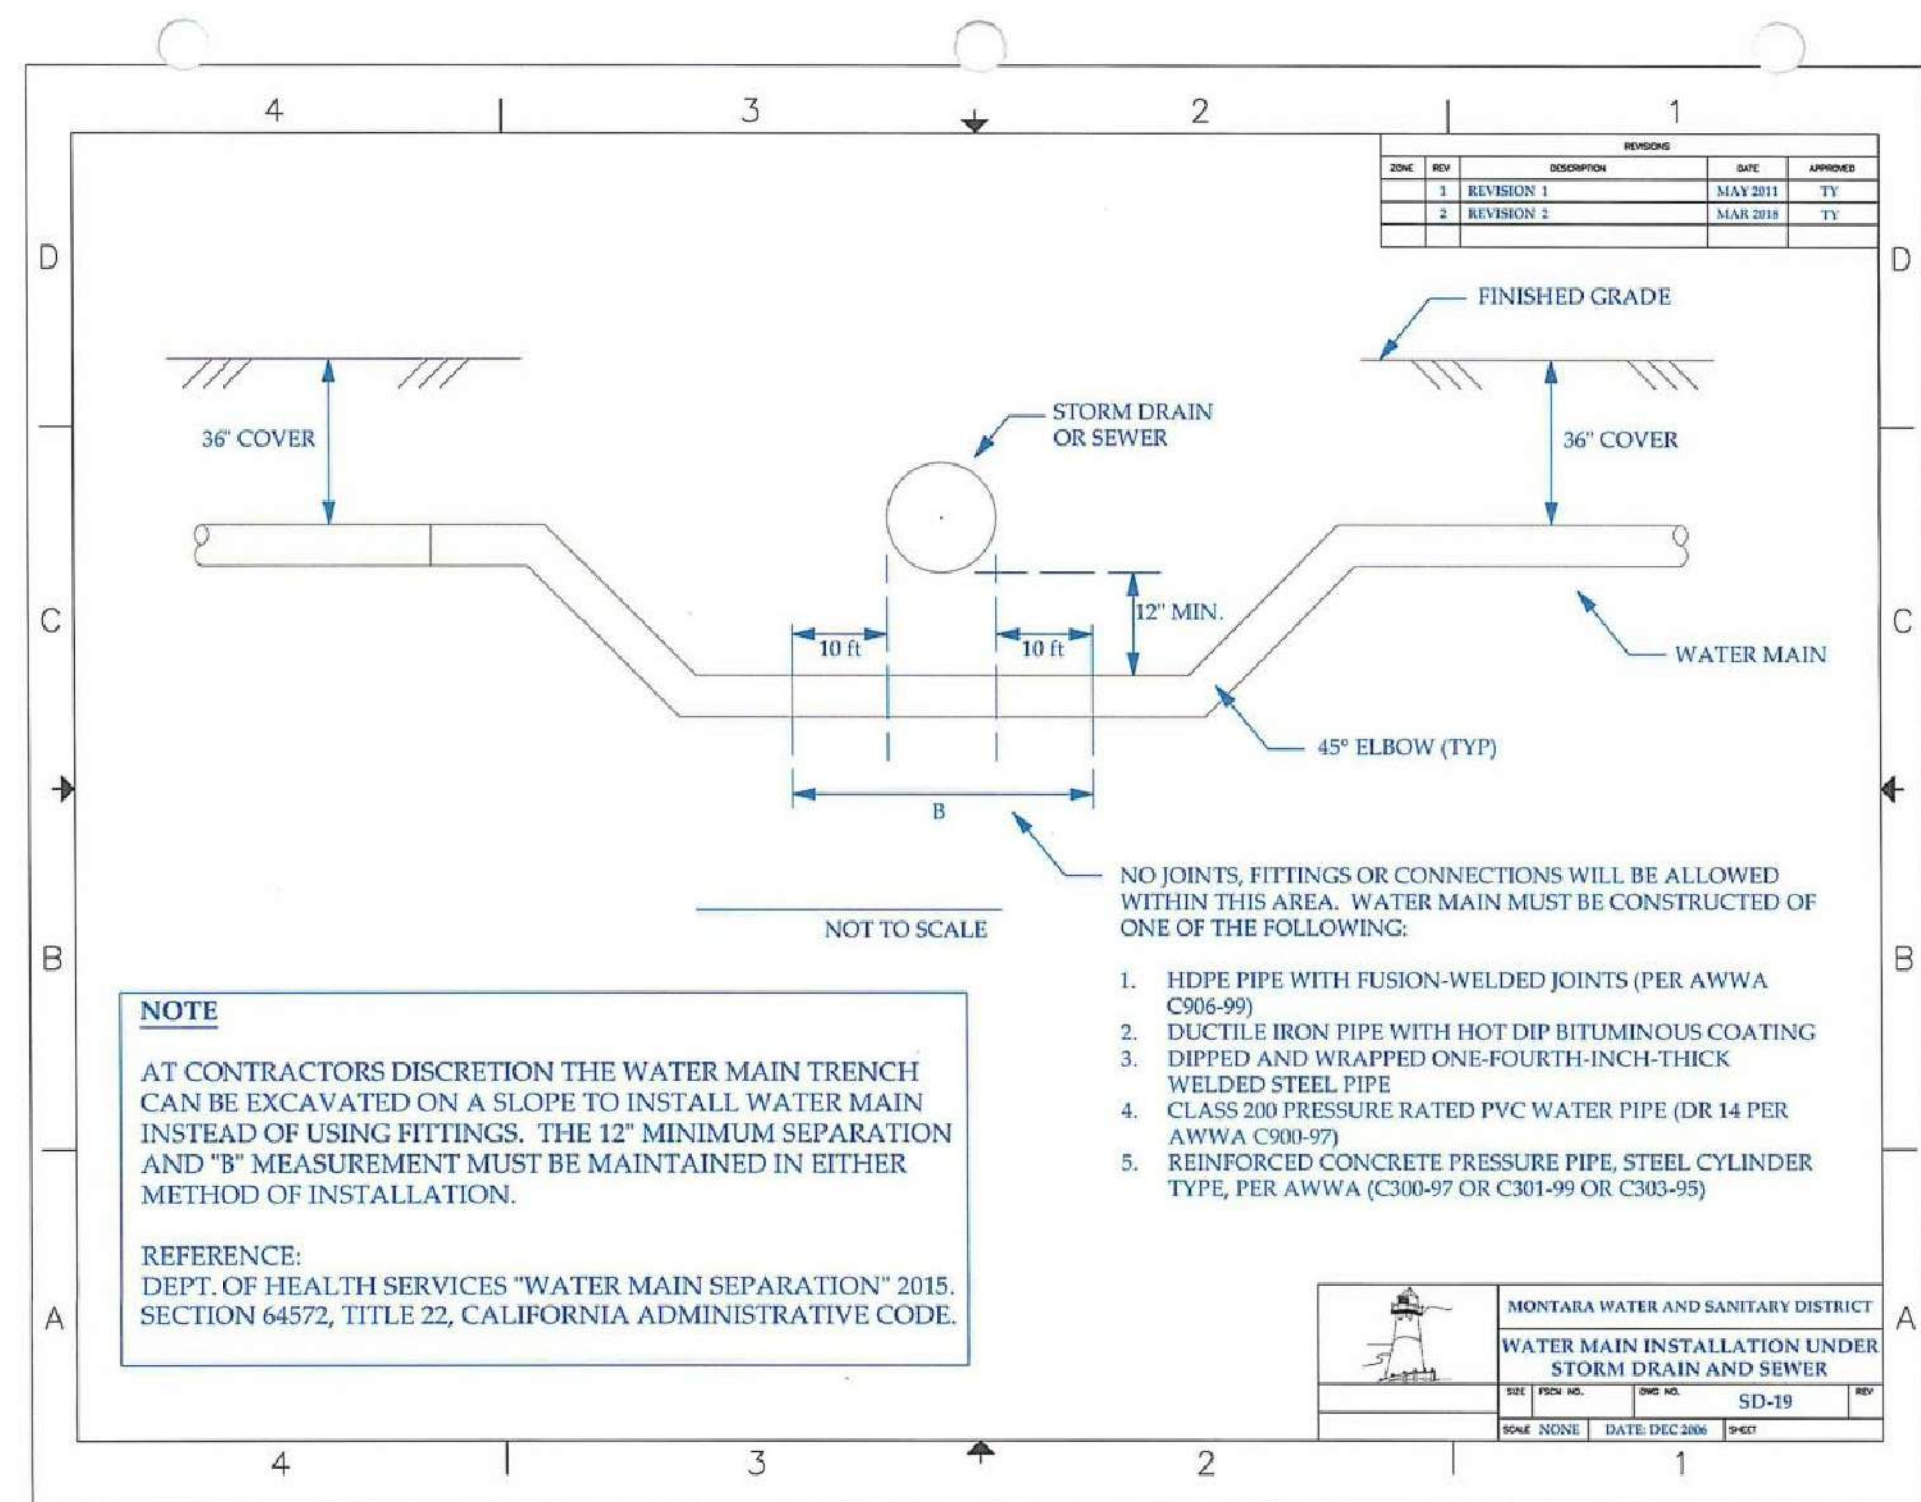 4 3 2 1
REVISIONS
ZONE REV DESCRIPTION DATE APPROVED
1 REVISION 1 MAY 2011 TY
2 REVISION 2 MAR 2018 TY
D D
FINISHED GRADE
STORM DRAIN
OR SEWER
36" COVER
36" COVER
12" MIN.
C C
10 ft 10 ft
WATER MAIN
45° ELBOW (TYP)
B
NO JOINTS, FITTINGS OR CONNECTIONS WILL BE ALLOWED
WITHIN THIS AREA. WATER MAIN MUST BE CONSTRUCTED OF
ONE OF THE FOLLOWING:
NOT TO SCALE
B B
1. HDPE PIPE WITH FUSION-WELDED JOINTS (PER AWWA
C906-99)
2. DUCTILE IRON PIPE WITH HOT DIP BITUMINOUS COATING
3. DIPPED AND WRAPPED ONE-FOURTH-INCH-THICK
WELDED STEEL PIPE
4. CLASS 200 PRESSURE RATED PVC WATER PIPE (DR 14 PER
AWWA C900-97)
5. REINFORCED CONCRETE PRESSURE PIPE, STEEL CYLINDER
TYPE, PER AWWA (C300-97 OR C301-99 OR C303-95)
NOTE
AT CONTRACTORS DISCRETION THE WATER MAIN TRENCH
CAN BE EXCAVATED ON A SLOPE TO INSTALL WATER MAIN
INSTEAD OF USING FITTINGS. THE 12" MINIMUM SEPARATION
AND "B" MEASUREMENT MUST BE MAINTAINED IN EITHER
METHOD OF INSTALLATION.
REFERENCE:
DEPT. OF HEALTH SERVICES "WATER MAIN SEPARATION" 2015.
SECTION 64572, TITLE 22, CALIFORNIA ADMINISTRATIVE CODE.
A A
MONTARA WATER AND SANITARY DISTRICT
WATER MAIN INSTALLATION UNDER
STORM DRAIN AND SEWER
SIZE FSCM NO. DWG NO. SD-19 REV
SCALE NONE DATE: DEC 2006 SHEET
4 3 2 1